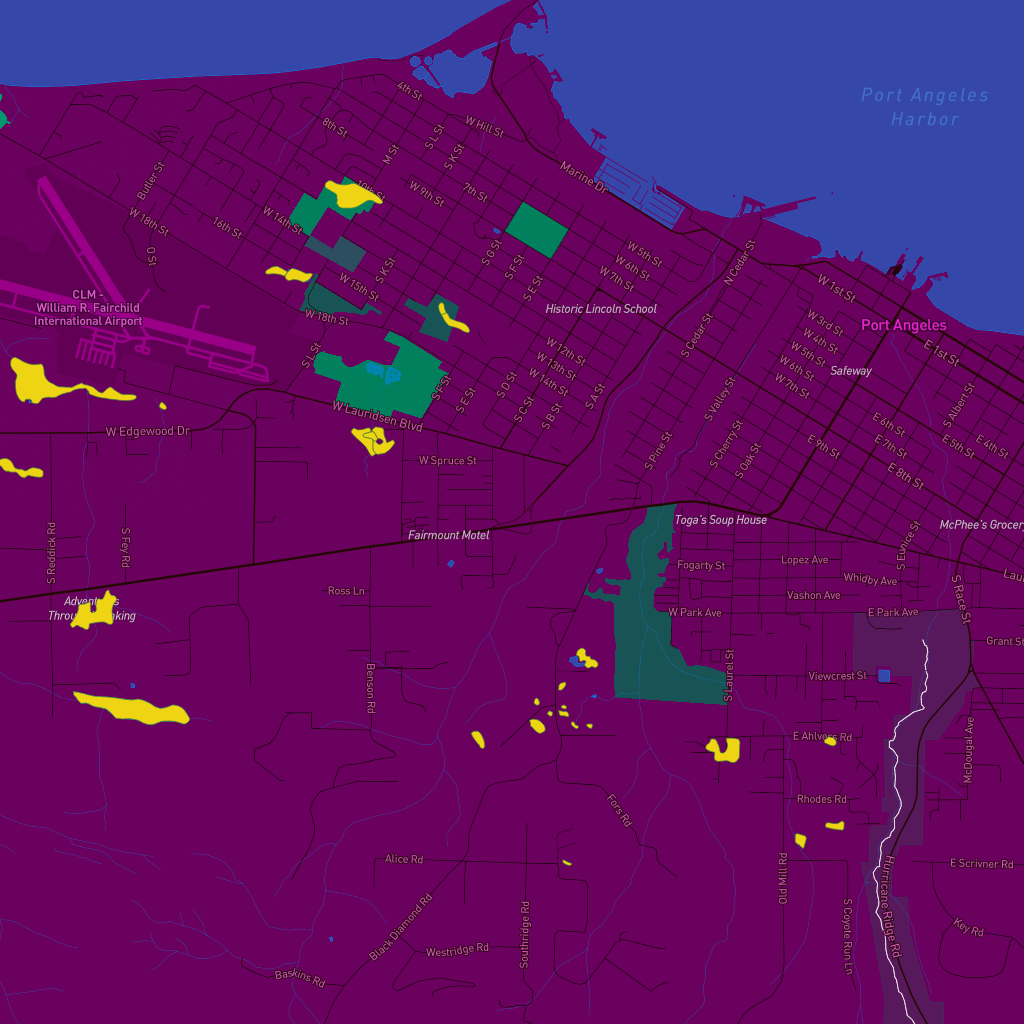 Port Angeles
Harbor
4th St
8th St
S L St
W Hill St
M St
S K St
Marine Dr
10th St
W 9th St
7th St
S Butler St
W 18th St
16th St
W 14th St
O St
S G St
S F St
S E St
W 5th St
W 6th St
W 7th St
N Cedar St
S K St
W 15th St
W 18th St
CLM -
William R. Fairchild
International Airport
Historic Lincoln School
W 1st St
W 3rd St
W 4th St
W 5th St
W 6th St
W 7th St
Port Angeles
E 1st St
Safeway
S Cedar St
S L St
W 12th St
W 13th St
W 14th St
S D St
S C St
S B St
S A St
S F St
S E St
W Lauridsen Blvd
S Valley St
S Cherry St
S Oak St
S Pine St
S Albert St
E 4th St
E 5th St
E 6th St
E 7th St
E 8th St
E 9th St
W Edgewood Dr
W Spruce St
Toga's Soup House
McPhee's Grocery
Fairmount Motel
S Reddick Rd
S Fey Rd
S Eunice St
Lopez Ave
Fogarty St
Whidby Ave
Vashon Ave
W Park Ave
E Park Ave
S Race St
Grant St
Ross Ln
Benson Rd
S Laurel St
Viewcrest St
E Ahlvers Rd
McDougal Ave
Rhodes Rd
Fors Rd
Alice Rd
Old Mill Rd
E Scrivner Rd
Hurricane Ridge Rd
Black Diamond Rd
Southridge Rd
S Coyote Run Ln
Key Rd
Westridge Rd
Baskins Rd